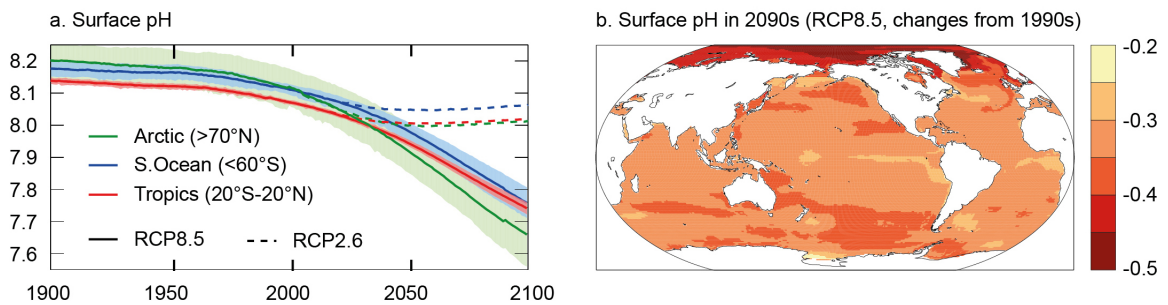 a. Surface pH
8.2
8.1
8.0
7.9
7.8
7.7
7.6
Arctic (>70°N)
S.Ocean (<60°S)
Tropics (20°S-20°N)
RCP8.5
RCP2.6
1900
1950
2000
2050
2100
b. Surface pH in 2090s (RCP8.5, changes from 1990s)
-0.2
-0.3
-0.4
-0.5